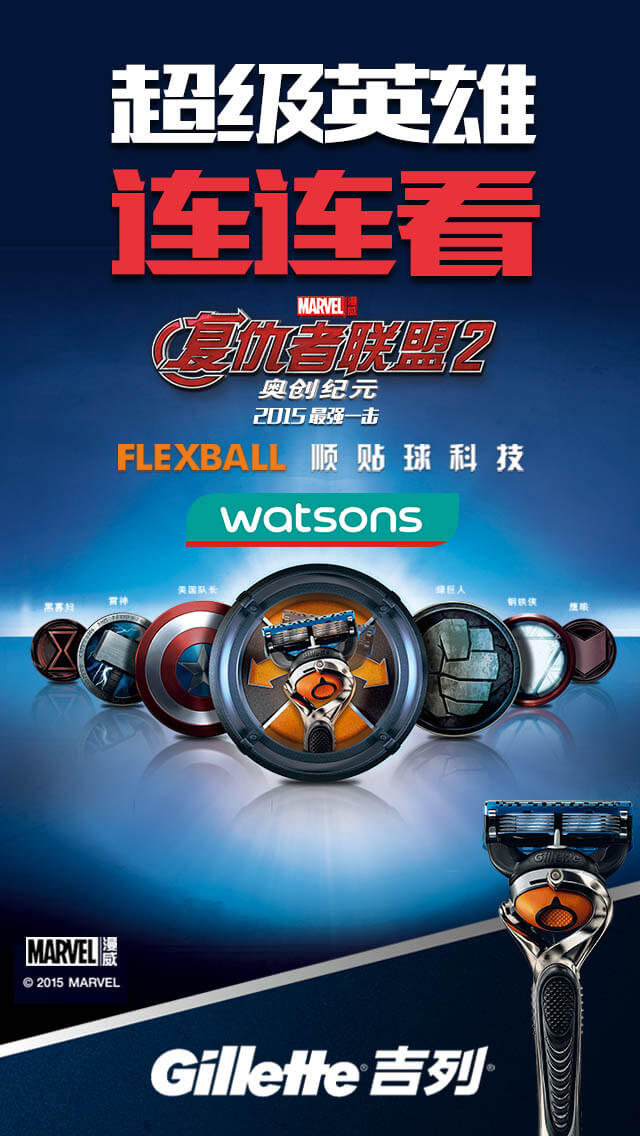 超级英雄
连连看
MARVEL 漫威
复仇者联盟2
奥创纪元
2015 最强一击
FLEXBALL 顺贴球科技
watsons
美国队长 绿巨人
黑寡妇 雷神 钢铁侠 鹰眼
Gillette
MARVEL 漫威
© 2015 MARVEL
Gillette® 吉列®